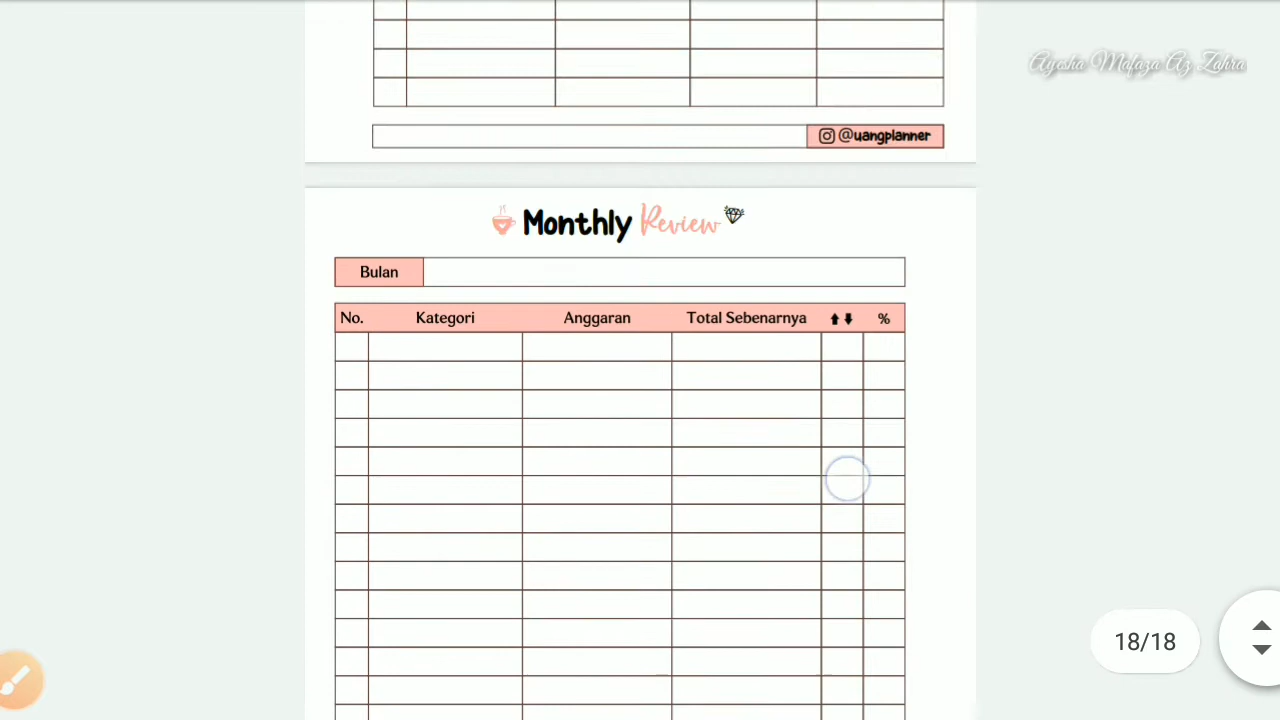 Ayesha Mafaza Az Zahra
@uangplanner
Monthly Review
Bulan
No. Kategori Anggaran Total Sebenarnya %
18/18